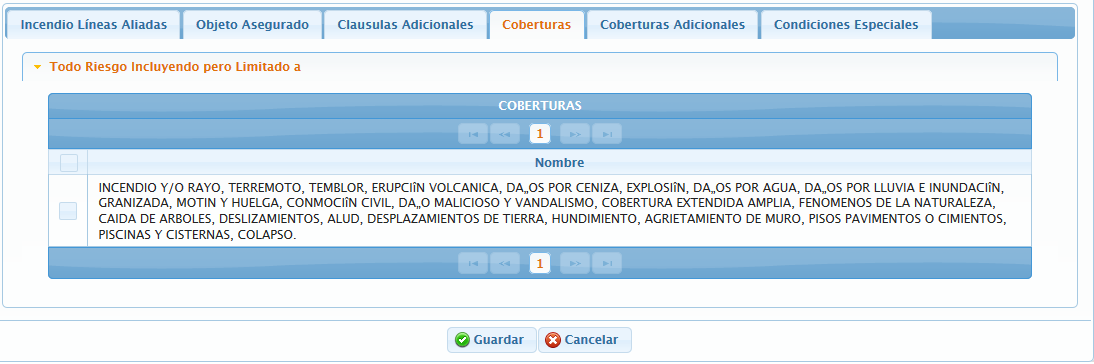 Incendio Líneas Aliadas Objeto Asegurado Clausulas Adicionales Coberturas Coberturas Adicionales Condiciones Especiales
Todo Riesgo Incluyendo pero Limitado a
COBERTURAS
1
Nombre
INCENDIO Y/O RAYO, TERREMOTO, TEMBLOR, ERUPCIîN VOLCANICA, DA„OS POR CENIZA, EXPLOSIîN, DA„OS POR AGUA, DA„OS POR LLUVIA E INUNDACIîN,
GRANIZADA, MOTIN Y HUELGA, CONMOCIîN CIVIL, DA„O MALICIOSO Y VANDALISMO, COBERTURA EXTENDIDA AMPLIA, FENOMENOS DE LA NATURALEZA,
CAIDA DE ARBOLES, DESLIZAMIENTOS, ALUD, DESPLAZAMIENTOS DE TIERRA, HUNDIMIENTO, AGRIETAMIENTO DE MURO, PISOS PAVIMENTOS O CIMIENTOS,
PISCINAS Y CISTERNAS, COLAPSO.
1
Guardar Cancelar